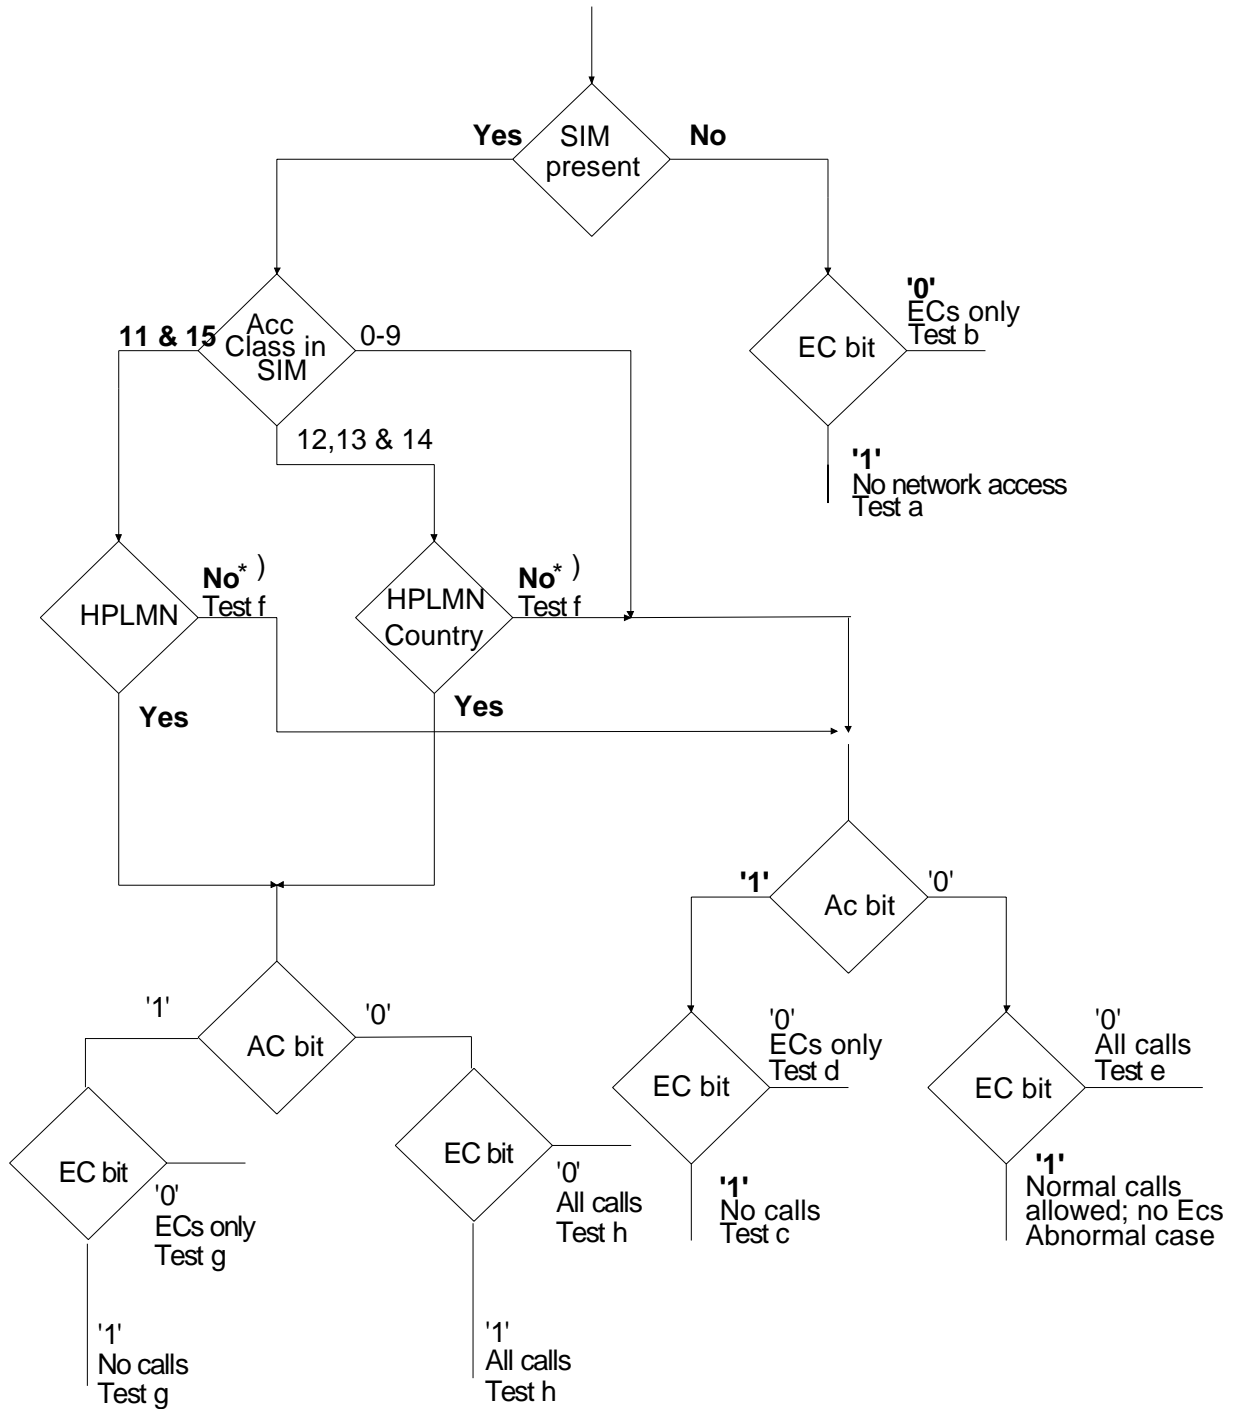 Yes
SIM
present
No
11 & 15
Acc
Class in
SIM
0-9
12,13 & 14
EC bit
'0'
ECs only
Test b
'1'
No network access
Test a
HPLMN
No* )
Test f
Yes
HPLMN
Country
No* )
Test f
Yes
'1'
Ac bit
'0'
'1'
AC bit
'0'
EC bit
'0'
ECs only
Test d
'1'
No calls
Test c
EC bit
'0'
All calls
Test e
'1'
Normal calls
allowed; no Ecs
Abnormal case
EC bit
'0'
ECs only
Test g
'1'
No calls
Test g
EC bit
'0'
All calls
Test h
'1'
All calls
Test h